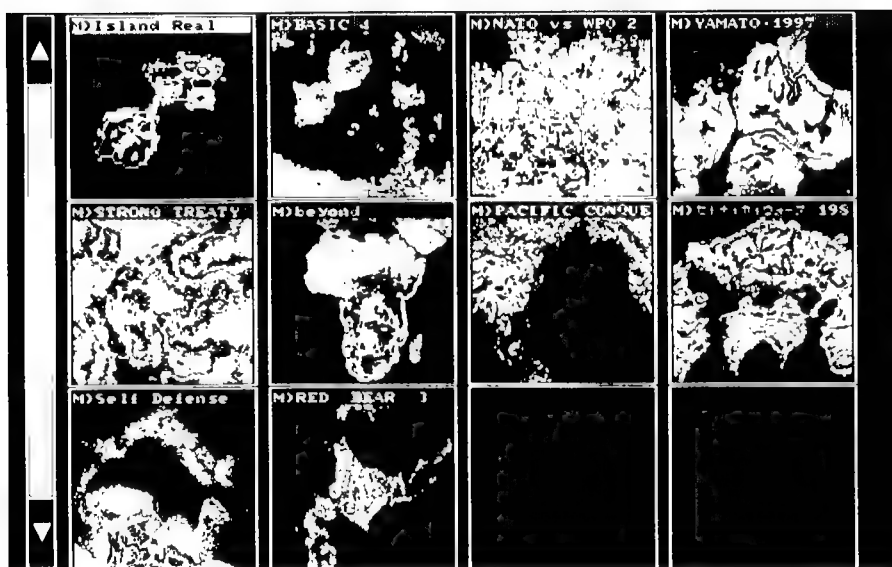 M)Island Real
M)BASIC 4
M)NATO vs WPO 2
M)YAMATO·1997
M)STRONG TREATY
M)beyond
M)PACIFIC CONQUE
M) 198
M)Self Defense
M)RED BEAR